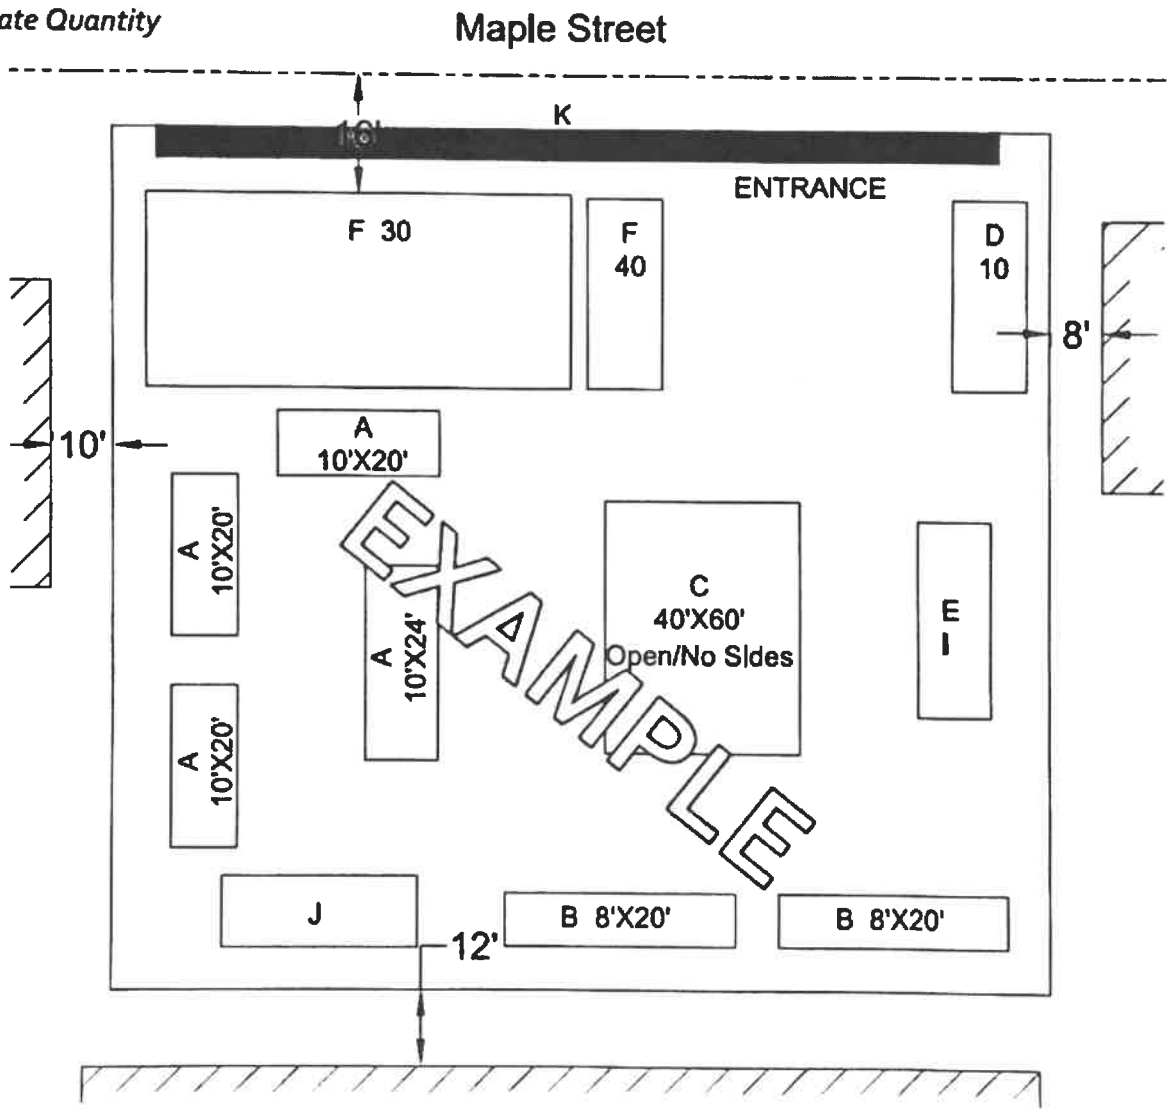 ate Quantity
Maple Street
K
16'
ENTRANCE
F 30
F
40
D
10
8'
10'
A
10'X20'
A
10'X20'
EXAMPLE
C
40'X60'
Open/No Sides
E
I
A
10'X24'
A
10'X20'
J
12'
B 8'X20'
B 8'X20'